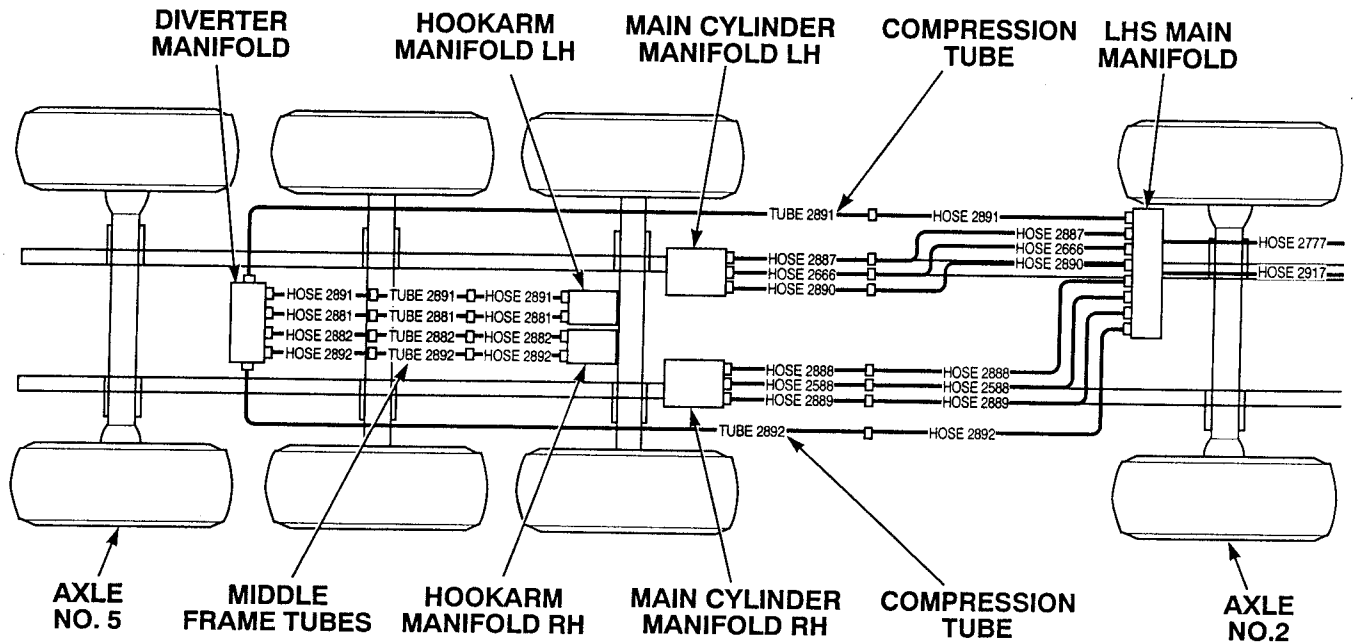 DIVERTER
MANIFOLD
HOOKARM
MANIFOLD LH
MAIN CYLINDER
MANIFOLD LH
COMPRESSION
TUBE
LHS MAIN
MANIFOLD
TUBE 2891
HOSE 2891
HOSE 2887
HOSE 2666
HOSE 2890
HOSE 2777
HOSE 2917
HOSE 2887
HOSE 2666
HOSE 2890
HOSE 2891 TUBE 2891 HOSE 2891
HOSE 2881 TUBE 2881 HOSE 2881
HOSE 2882 TUBE 2882 HOSE 2882
HOSE 2892 TUBE 2892 HOSE 2892
HOSE 2888 HOSE 2888
HOSE 2588 HOSE 2588
HOSE 2889 HOSE 2889
TUBE 2892 HOSE 2892
AXLE
NO. 5
MIDDLE
FRAME TUBES
HOOKARM
MANIFOLD RH
MAIN CYLINDER
MANIFOLD RH
COMPRESSION
TUBE
AXLE
NO.2